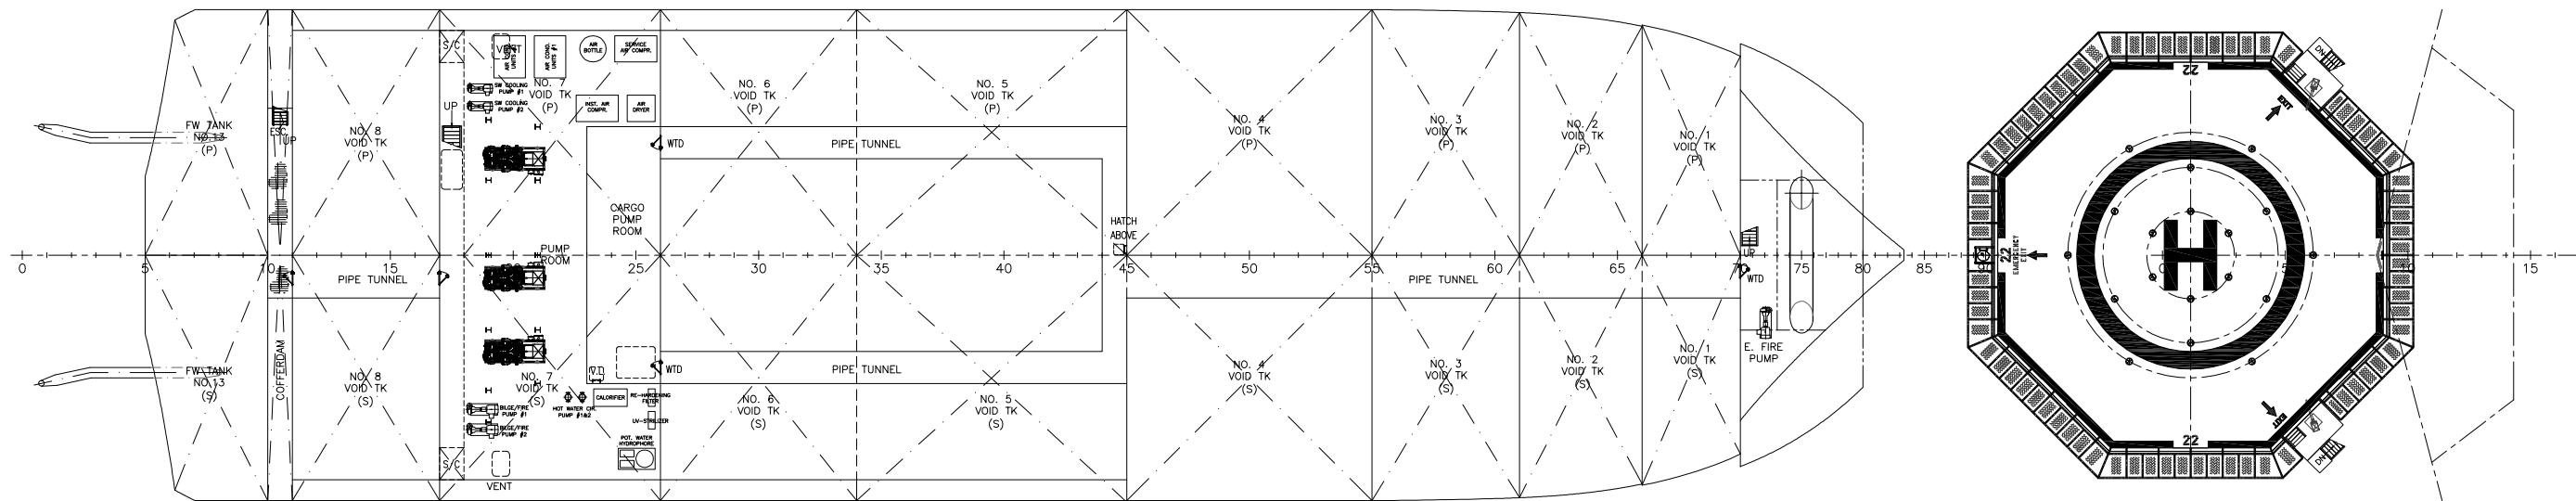 S/C
VENT
AIR COND.
UNITS #1
AIR
BOTTLE
SERVICE
AIR COMPR.
SW COOLING
PUMP #1
SW COOLING
PUMP #2
NO. 7
VOID TK
(P)
INST. AIR
COMPR.
AIR
DRYER
NO. 6
VOID TK
(P)
NO. 5
VOID TK
(P)
NO. 4
VOID TK
(P)
NO. 3
VOID TK
(P)
NO. 2
VOID TK
(P)
NO. 1
VOID TK
(P)
FW TANK
NO.13
(P)
ESC.
UP
NO. 8
VOID TK
(P)
UP
WTD
PIPE TUNNEL
CARGO
PUMP
ROOM
PUMP
ROOM
HATCH
ABOVE
UP
WTD
0
5
10
15
25
30
35
40
45
50
55
60
65
75
80
85
PIPE TUNNEL
PIPE TUNNEL
E. FIRE
PUMP
FW TANK
NO.13
(S)
COFFERDAM
NO. 8
VOID TK
(S)
NO. 7
VOID TK
(S)
WTD
PIPE TUNNEL
BILGE/FIRE
PUMP #1
BILGE/FIRE
PUMP #2
HOT WATER CIR.
PUMP #1&2
CALORIFIER
RE-HARDENING
FILTER
UV-STRILIZER
POT. WATER
HYDROPHORE
NO. 6
VOID TK
(S)
NO. 5
VOID TK
(S)
NO. 4
VOID TK
(S)
NO. 3
VOID TK
(S)
NO. 2
VOID TK
(S)
NO. 1
VOID TK
(S)
S/C
VENT
22
DN
EXIT
22
EMERGENCY
EXIT
H
15
EXIT
DN
22